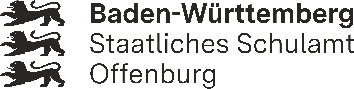 Baden-Württemberg
Staatliches Schulamt
Offenburg